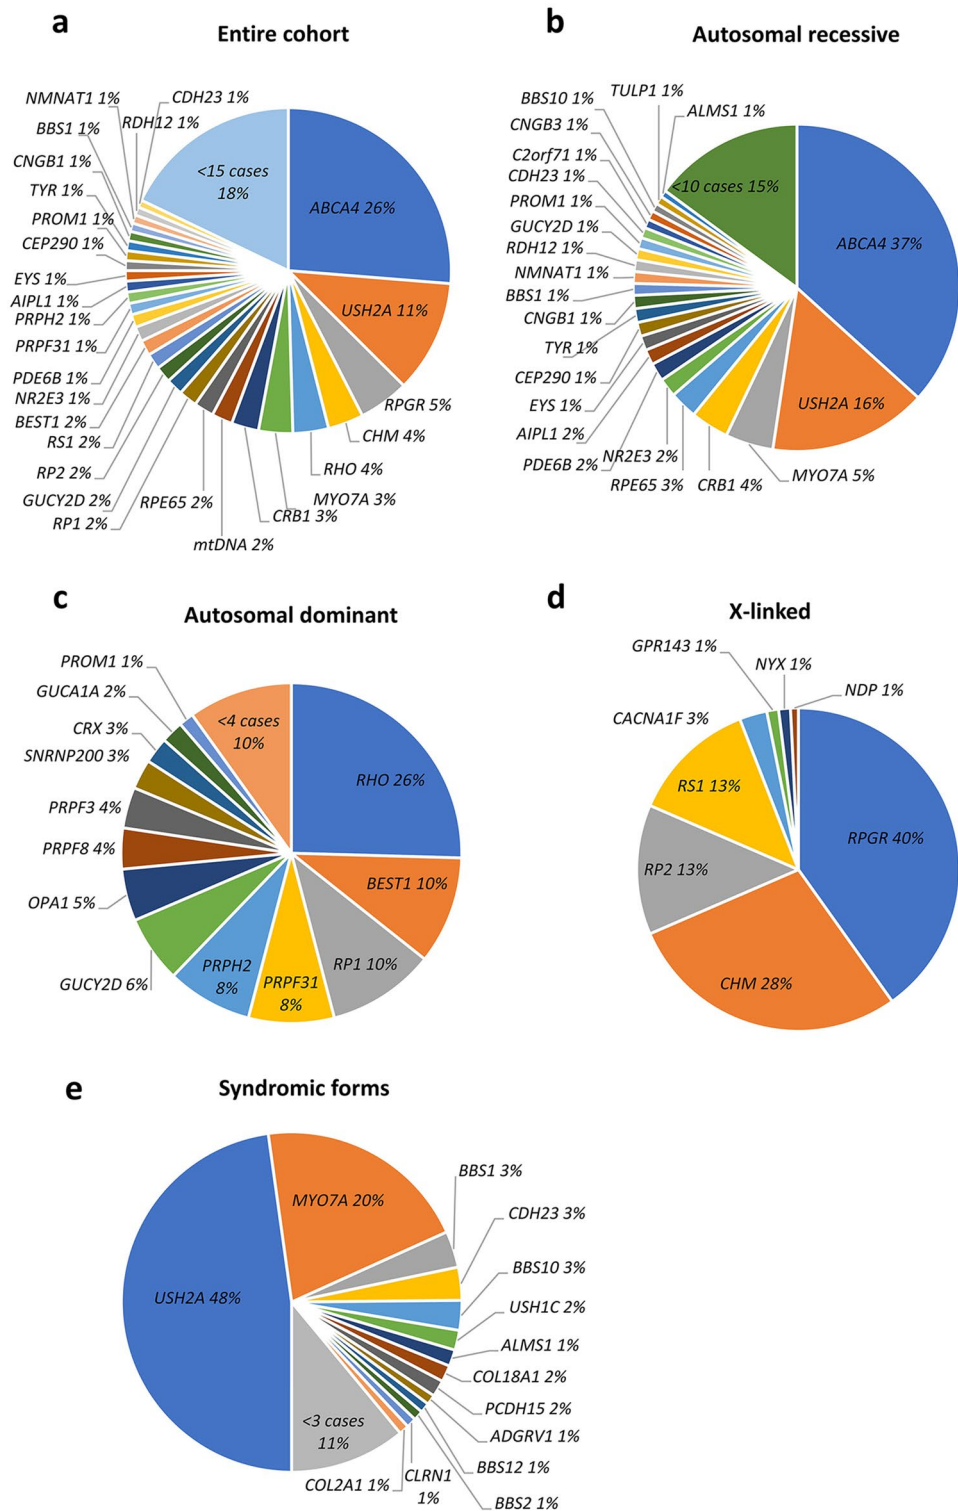 a
Entire cohort
NMNAT1 1%
CDH23 1%
BBS1 1%
RDH12 1%
CNGB1 1%
TYR 1%
PROM1 1%
CEP290 1%
EYS 1%
AIPL1 1%
PRPH2 1%
PRPF31 1%
PDE6B 1%
NR2E3 1%
BEST1 2%
RS1 2%
RP2 2%
GUCY2D 2%
RP1 2%
RPE65 2%
mtDNA 2%
CRB1 3%
MYO7A 3%
RHO 4%
CHM 4%
RPGR 5%
USH2A 11%
ABCA4 26%
<15 cases
18%
b
Autosomal recessive
TULP1 1%
BBS10 1%
ALMS1 1%
CNGB3 1%
C2orf71 1%
CDH23 1%
PROM1 1%
GUCY2D 1%
RDH12 1%
NMNAT1 1%
BBS1 1%
CNGB1 1%
TYR 1%
CEP290 1%
EYS 1%
AIPL1 2%
PDE6B 2%
NR2E3 2%
RPE65 3%
CRB1 4%
MYO7A 5%
USH2A 16%
ABCA4 37%
<10 cases 15%
c
Autosomal dominant
PROM1 1%
GUCA1A 2%
CRX 3%
SNRNP200 3%
PRPF3 4%
PRPF8 4%
OPA1 5%
GUCY2D 6%
PRPH2
8%
PRPF31
8%
RP1 10%
BEST1 10%
RHO 26%
<4 cases
10%
d
X-linked
GPR143 1%
NYX 1%
NDP 1%
CACNA1F 3%
RS1 13%
RP2 13%
CHM 28%
RPGR 40%
e
Syndromic forms
USH2A 48%
MYO7A 20%
BBS1 3%
CDH23 3%
BBS10 3%
USH1C 2%
ALMS1 1%
COL18A1 2%
PCDH15 2%
ADGRV1 1%
BBS12 1%
BBS2 1%
CLRN1
1%
COL2A1 1%
<3 cases
11%